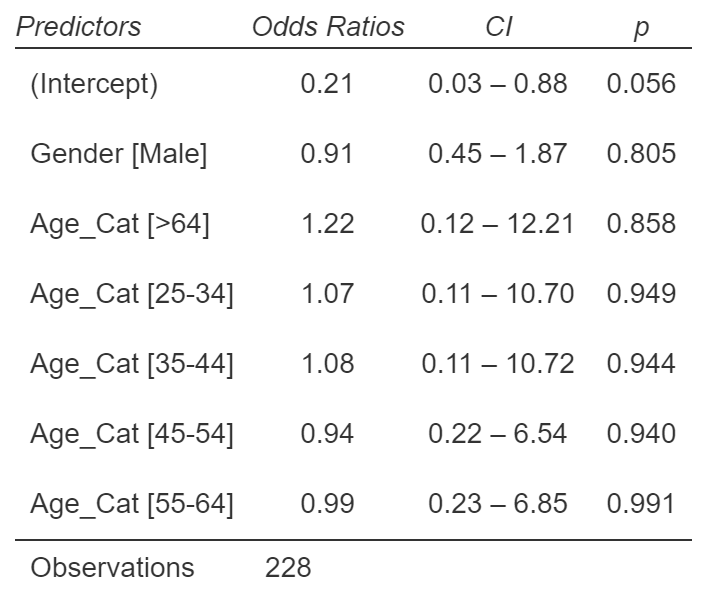 Predictors Odds Ratios CI p
(Intercept) 0.21 0.03 – 0.88 0.056
Gender [Male] 0.91 0.45 – 1.87 0.805
Age_Cat [>64] 1.22 0.12 – 12.21 0.858
Age_Cat [25-34] 1.07 0.11 – 10.70 0.949
Age_Cat [35-44] 1.08 0.11 – 10.72 0.944
Age_Cat [45-54] 0.94 0.22 – 6.54 0.940
Age_Cat [55-64] 0.99 0.23 – 6.85 0.991
Observations 228